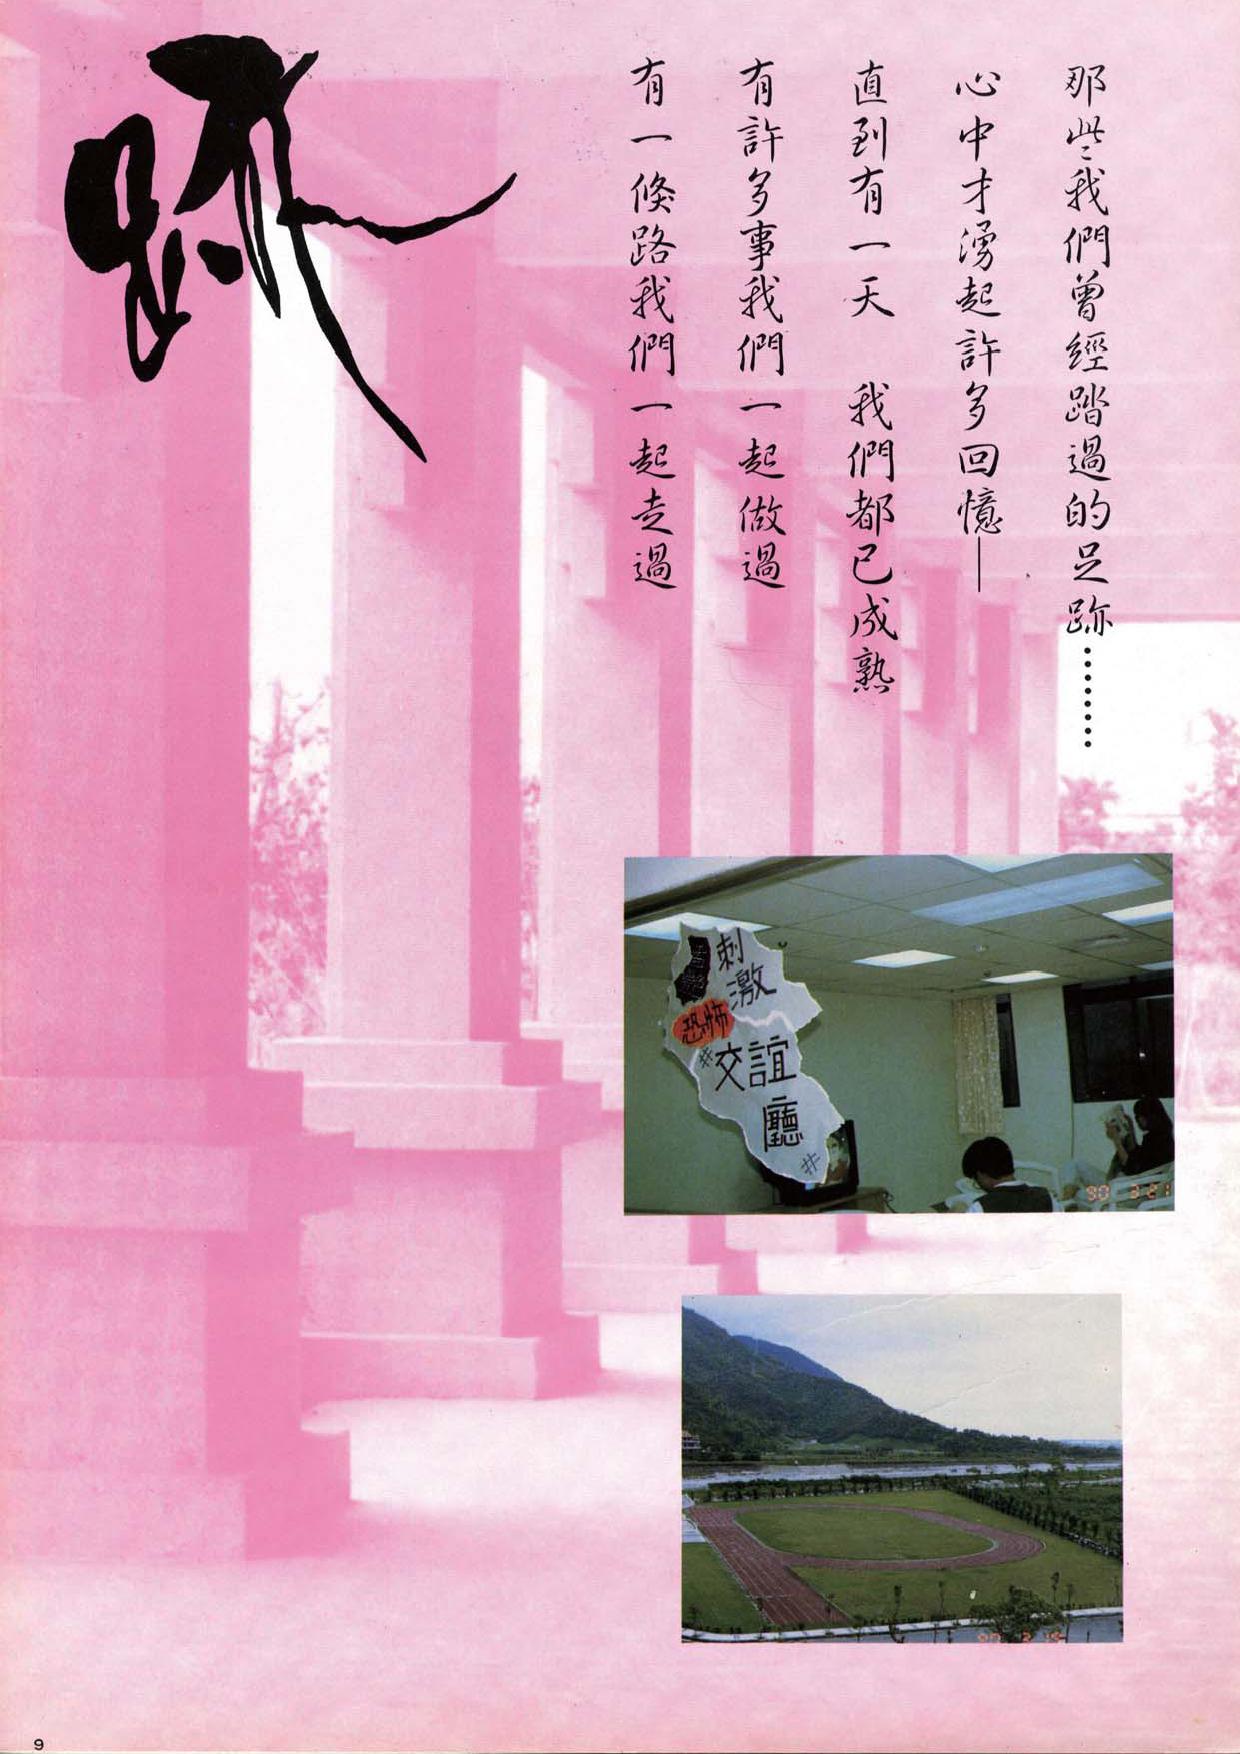 跡
有一條路我們一起走過
有許多事我們一起做過
直到有一天 我們都已成熟
心中才湧起許多回憶—
那些我們曾經踏過的足跡………
刺激
恐怖
#交誼廳#
90 3 21
9